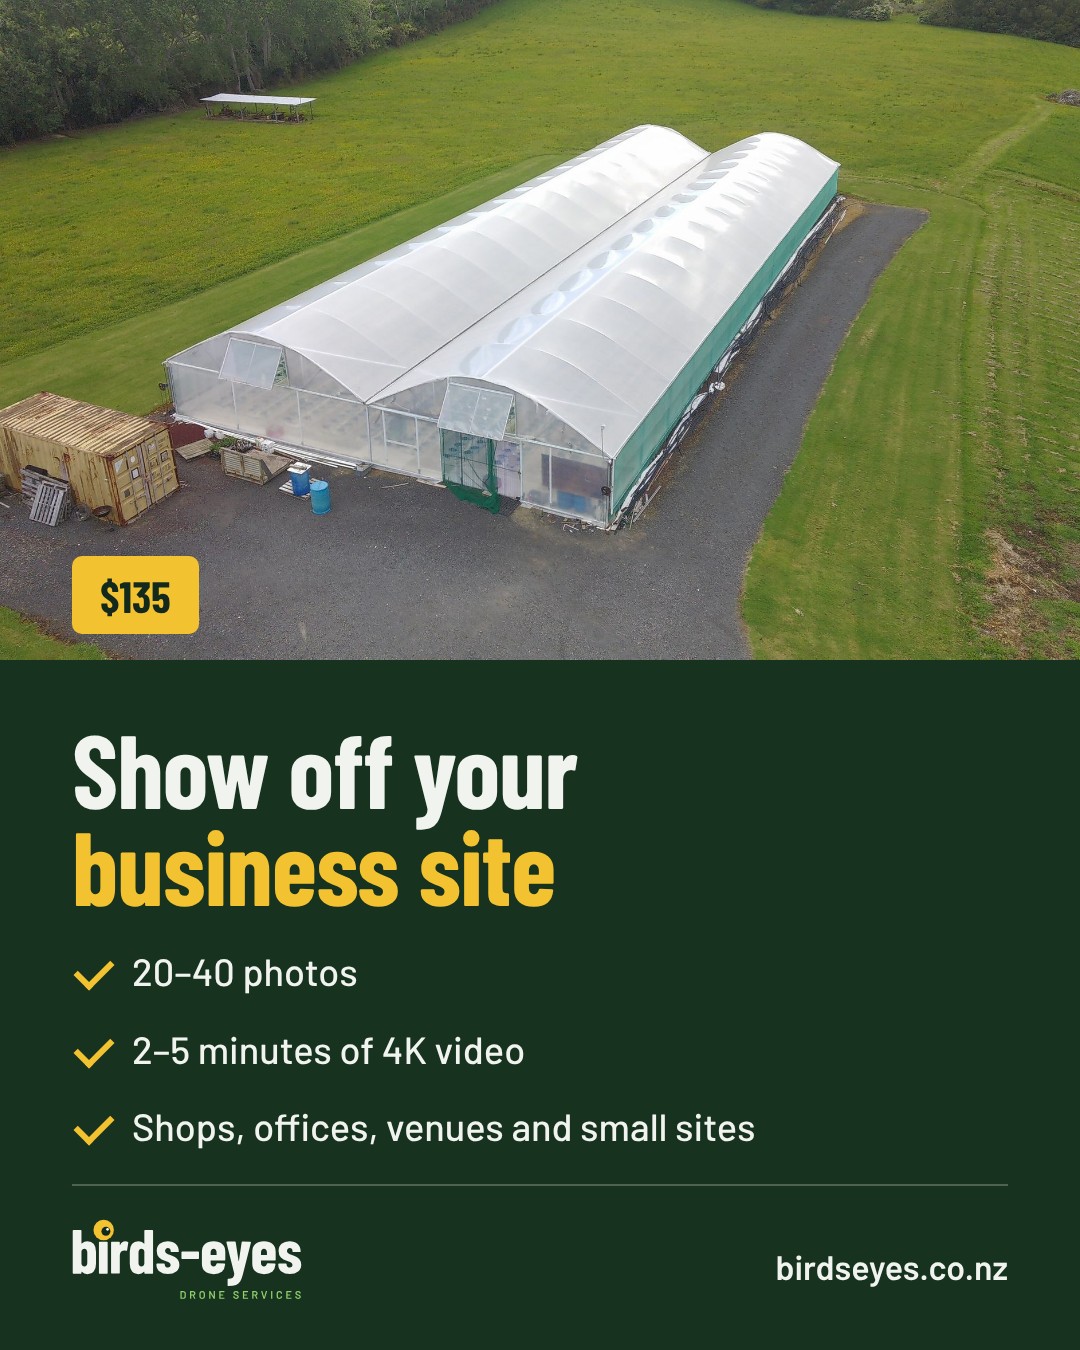 $135
Show off your
business site
20–40 photos
2–5 minutes of 4K video
Shops, offices, venues and small sites
birds-eyes
DRONE SERVICES
birdseyes.co.nz